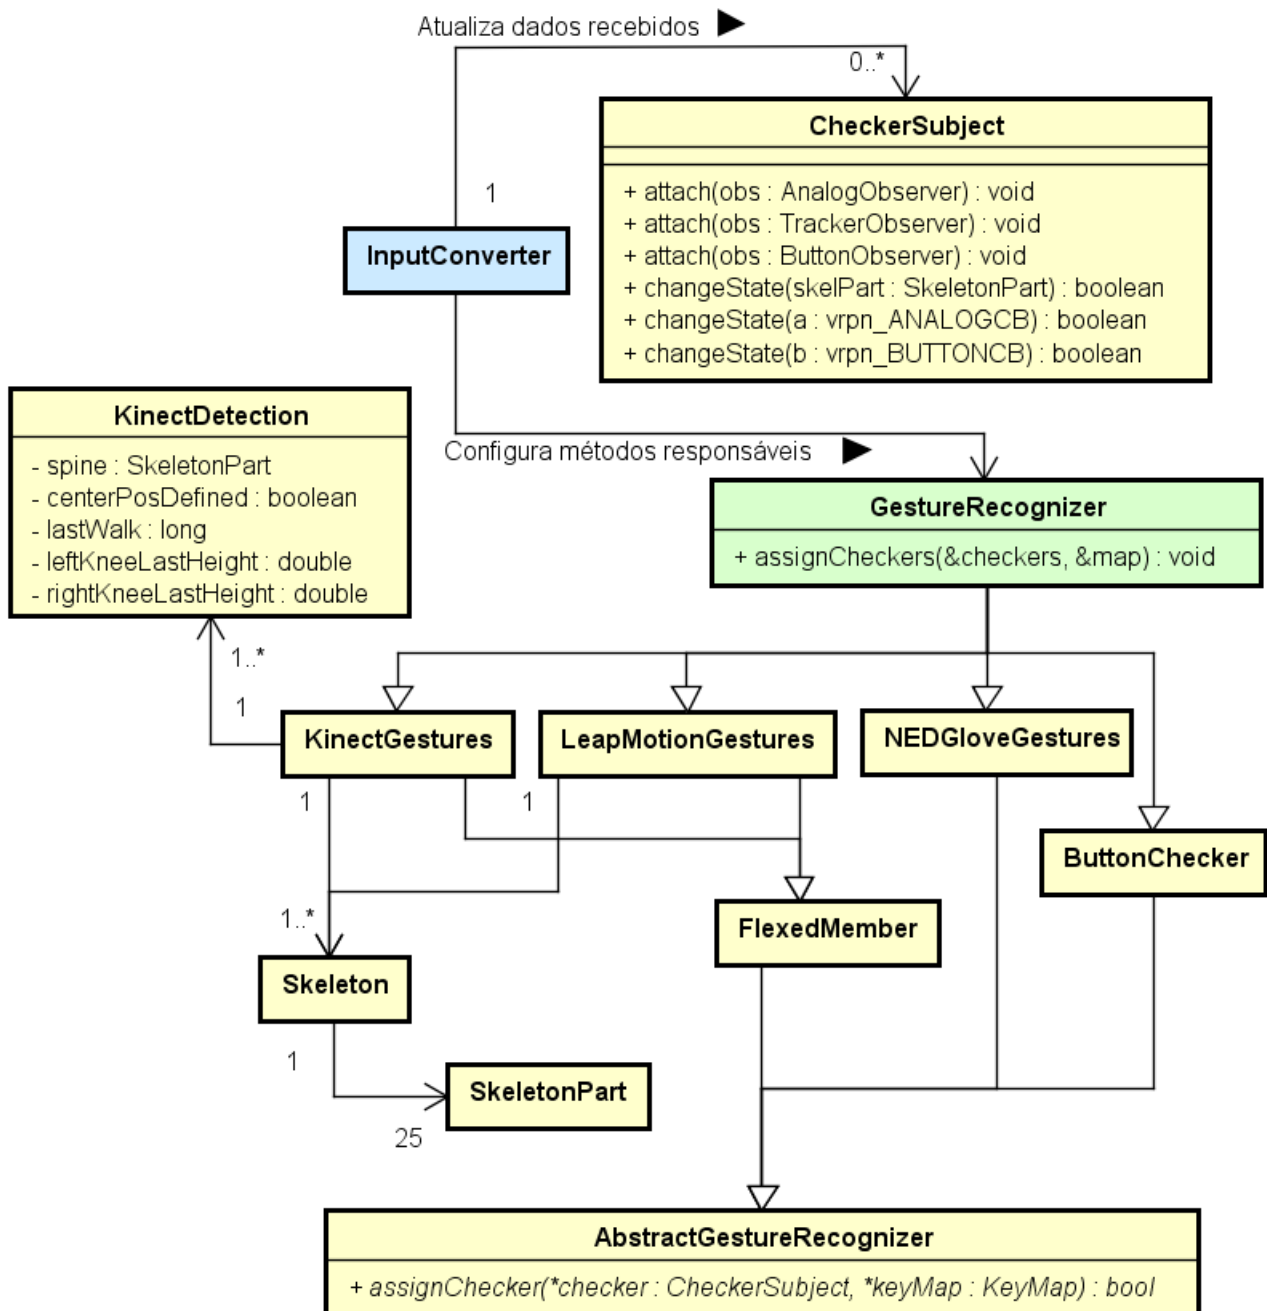 Atualiza dados recebidos
0..*
CheckerSubject
+ attach(obs : AnalogObserver) : void
+ attach(obs : TrackerObserver) : void
+ attach(obs : ButtonObserver) : void
+ changeState(skelPart : SkeletonPart) : boolean
+ changeState(a : vrpn_ANALOGCB) : boolean
+ changeState(b : vrpn_BUTTONCB) : boolean
1
InputConverter
KinectDetection
- spine : SkeletonPart
- centerPosDefined : boolean
- lastWalk : long
- leftKneeLastHeight : double
- rightKneeLastHeight : double
Configura métodos responsáveis
GestureRecognizer
+ assignCheckers(&checkers, &map) : void
1..*
1
KinectGestures
LeapMotionGestures
NEDGloveGestures
1
1
ButtonChecker
1..*
FlexedMember
Skeleton
1
SkeletonPart
25
AbstractGestureRecognizer
+ assignChecker(*checker : CheckerSubject, *keyMap : KeyMap) : bool